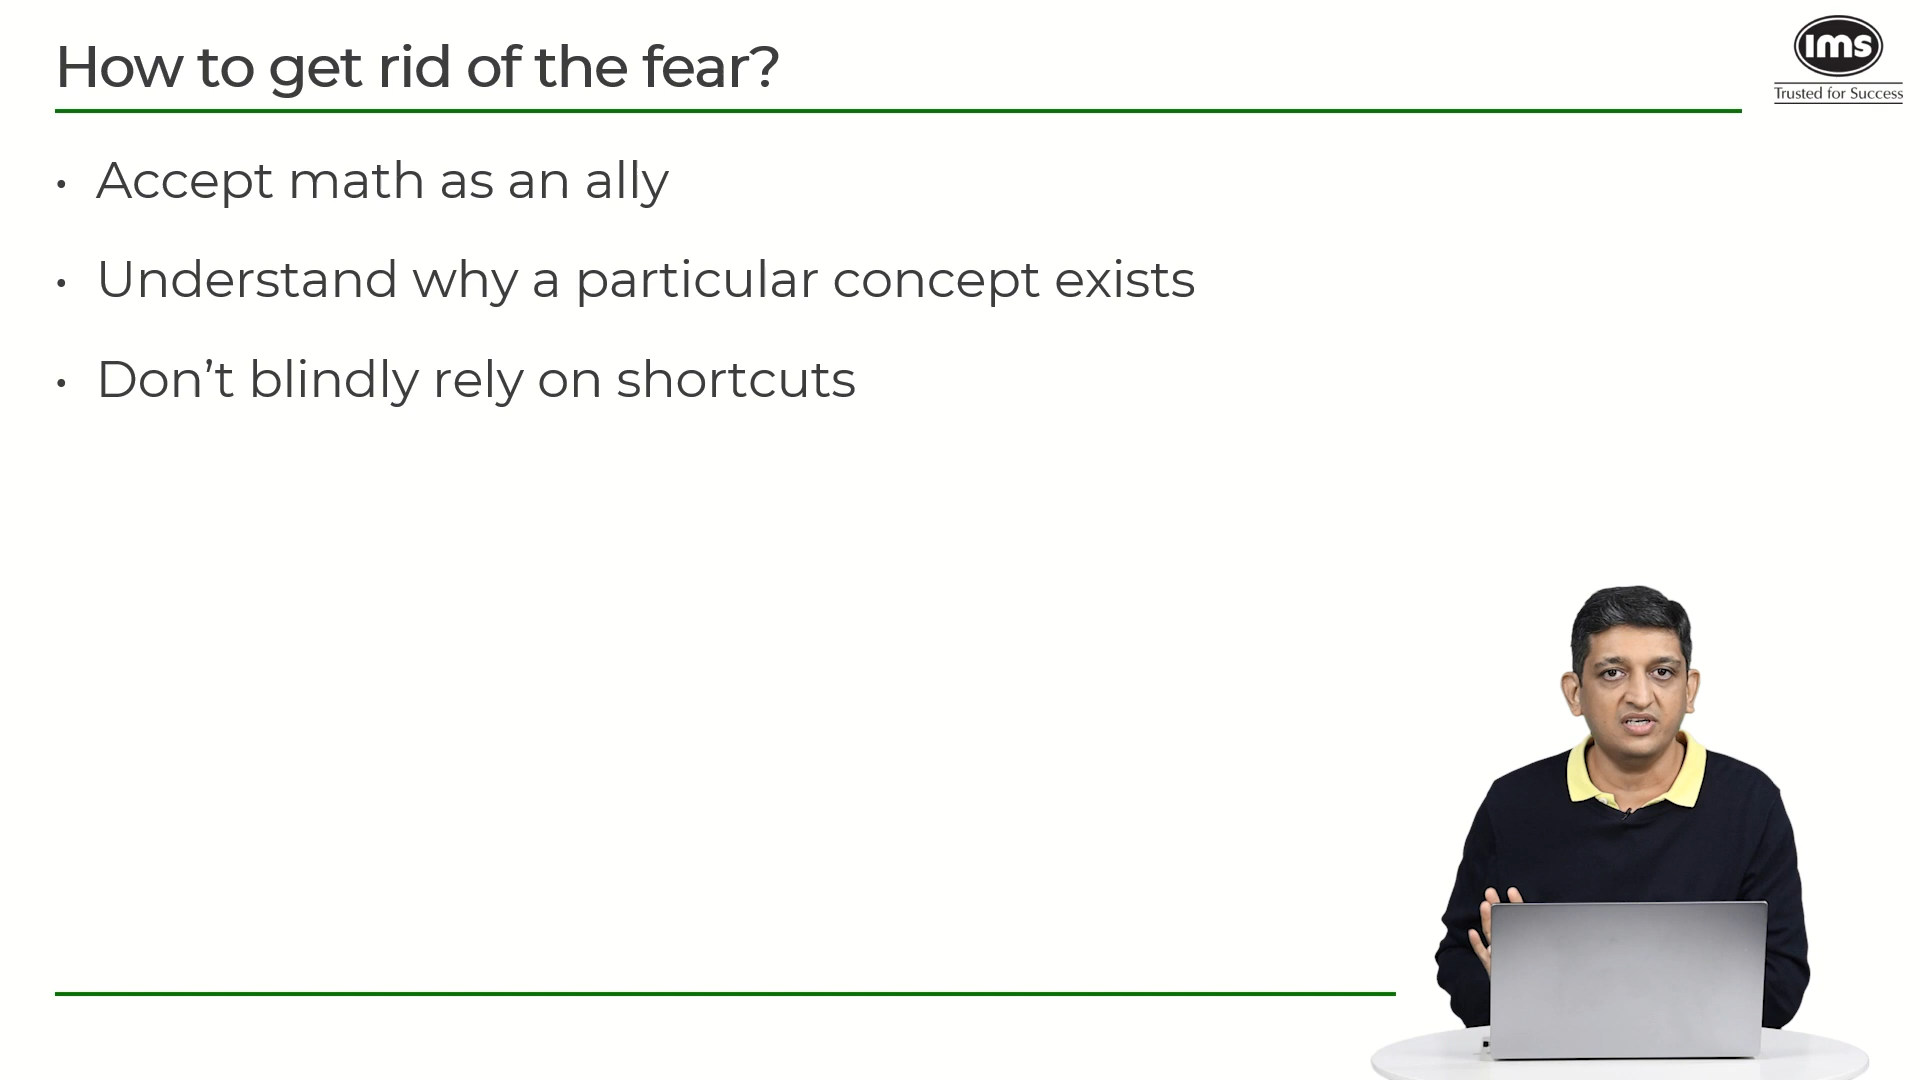 How to get rid of the fear?
ims
Trusted for Success
• Accept math as an ally
• Understand why a particular concept exists
• Don’t blindly rely on shortcuts